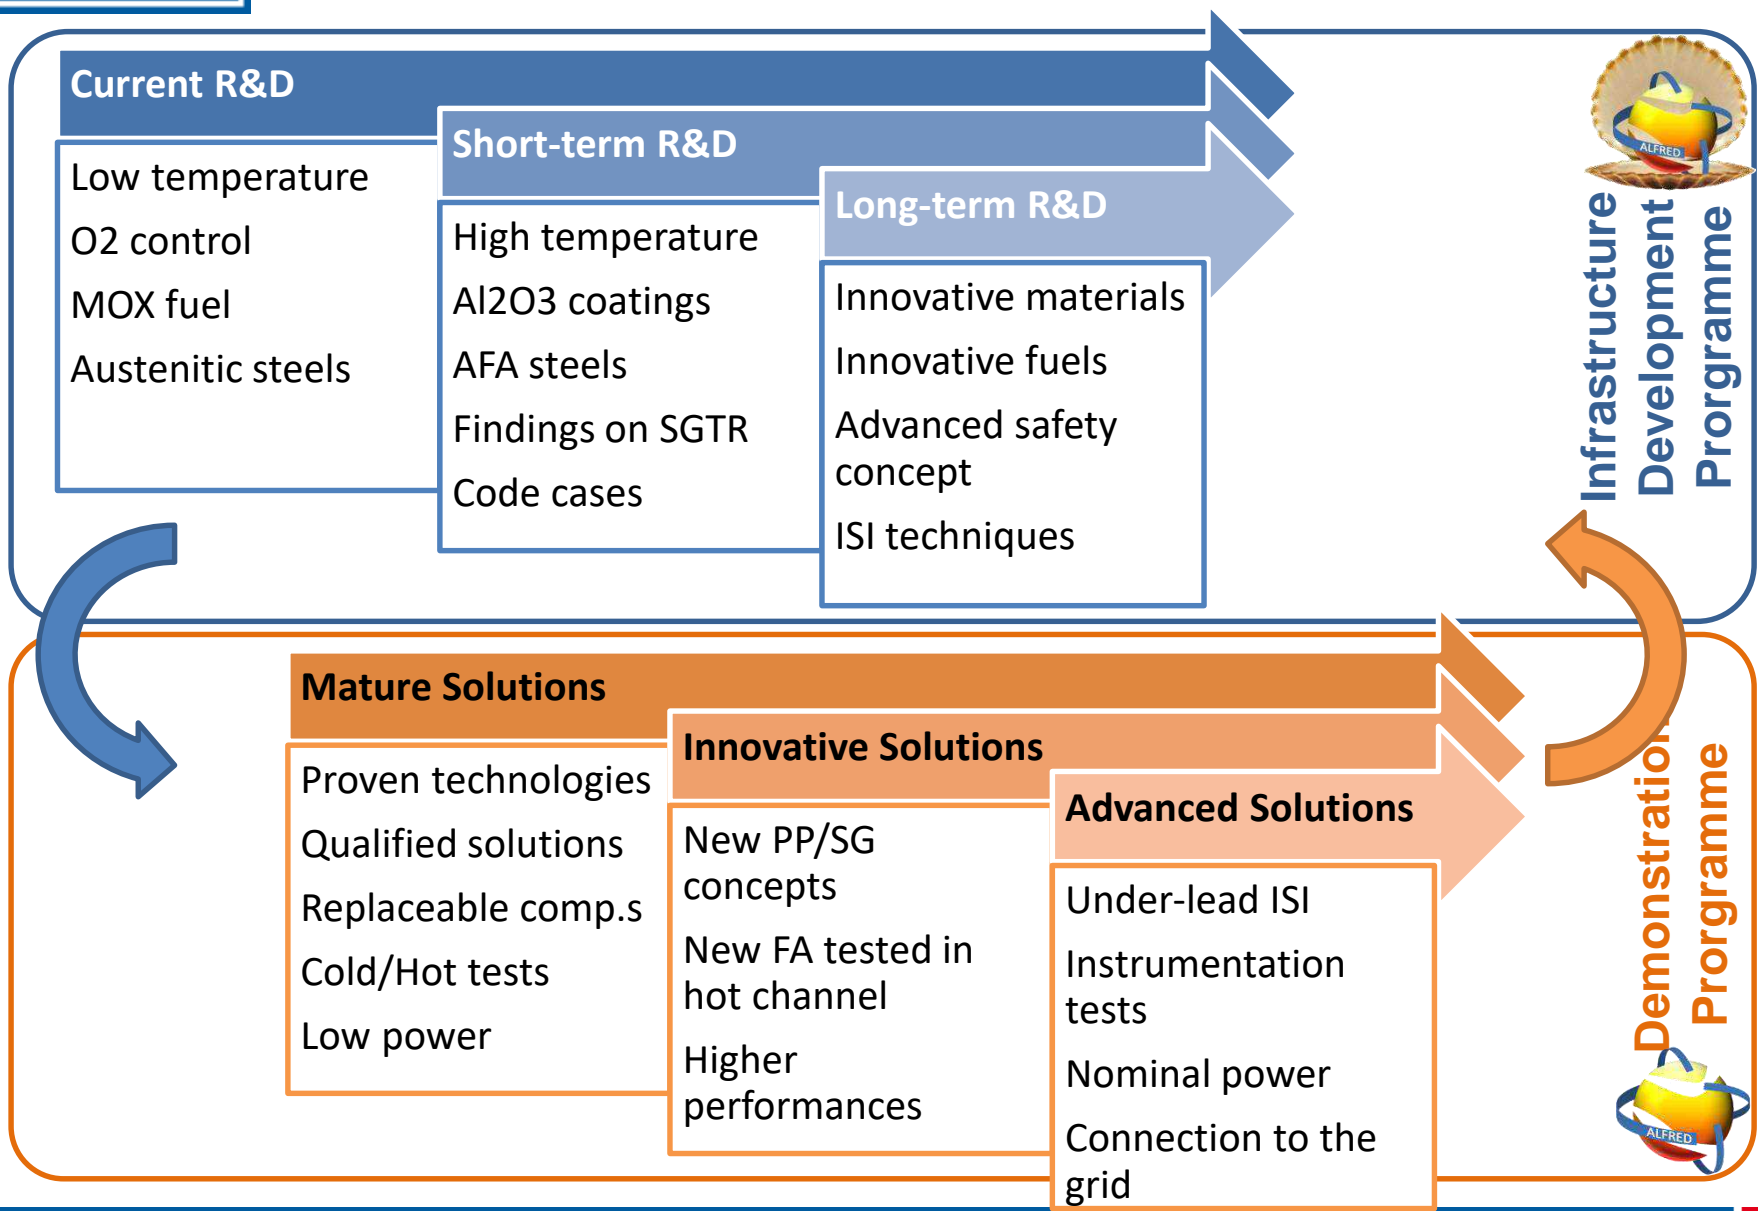 Current R&D
Low temperature
O2 control
MOX fuel
Austenitic steels
Short-term R&D
High temperature
Al2O3 coatings
AFA steels
Findings on SGTR
Code cases
Long-term R&D
Innovative materials
Innovative fuels
Advanced safety
concept
ISI techniques
ALFRED
Infrastructure
Development
Prorgramme
Mature Solutions
Proven technologies
Qualified solutions
Replaceable comp.s
Cold/Hot tests
Low power
Innovative Solutions
New PP/SG
concepts
New FA tested in
hot channel
Higher
performances
Advanced Solutions
Under-lead ISI
Instrumentation
tests
Nominal power
Connection to the
grid
Demonstration
Prorgramme
ALFRED